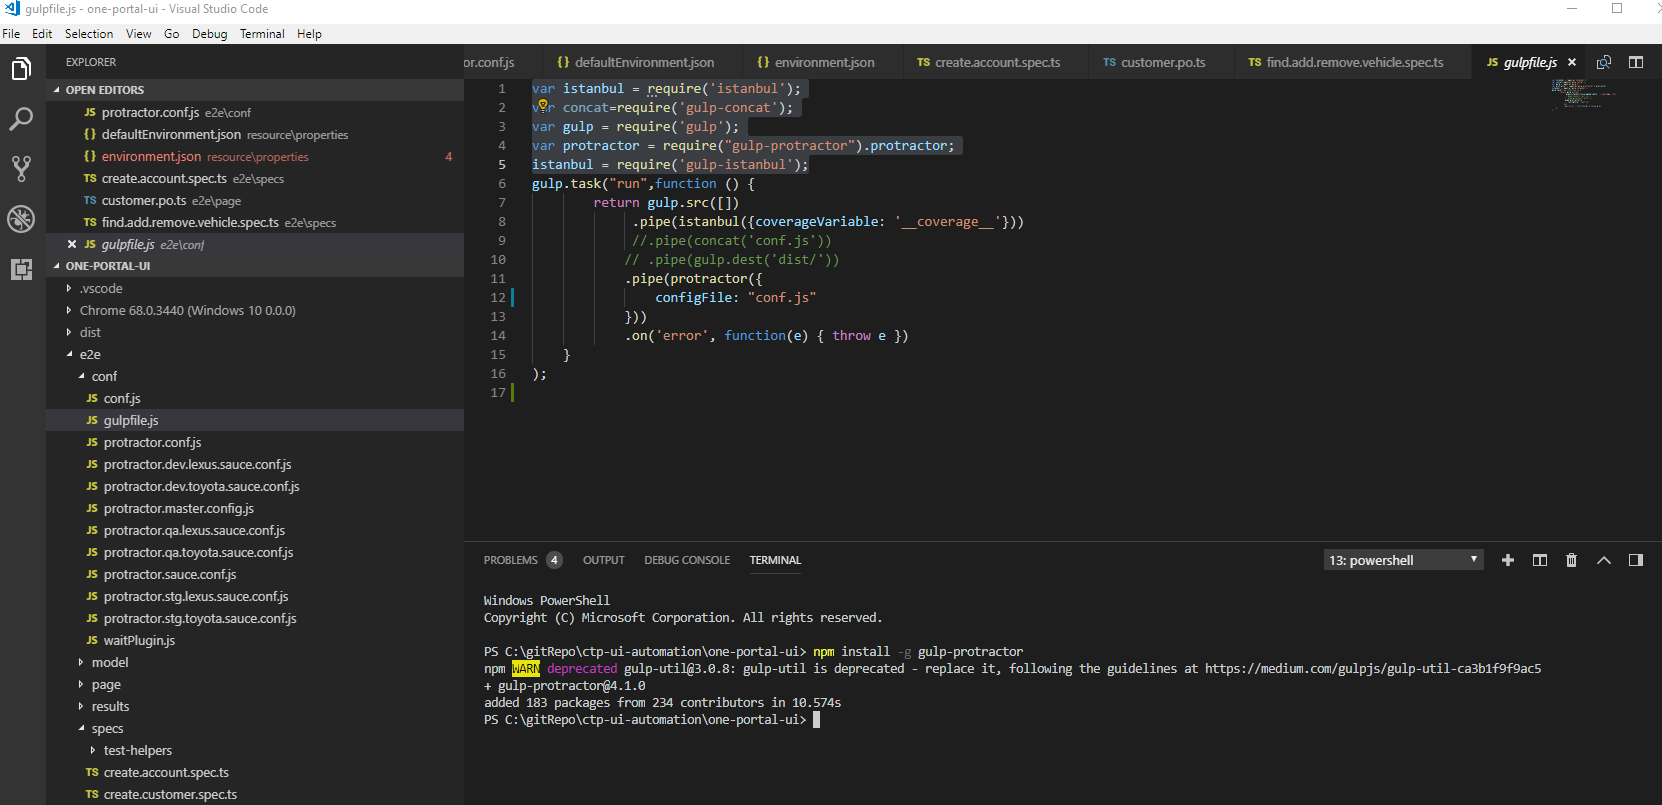 gulpfile.js - one-portal-ui - Visual Studio Code
File Edit Selection View Go Debug Terminal Help
EXPLORER
OPEN EDITORS
JS protractor.conf.js e2e\conf
{} defaultEnvironment.json resource\properties
{} environment.json resource\properties 4
TS create.account.spec.ts e2e\specs
TS customer.po.ts e2e\page
TS find.add.remove.vehicle.spec.ts e2e\specs
JS gulpfile.js e2e\conf
ONE-PORTAL-UI
.vscode
Chrome 68.0.3440 (Windows 10 0.0.0)
dist
e2e
conf
JS conf.js
JS gulpfile.js
JS protractor.conf.js
JS protractor.dev.lexus.sauce.conf.js
JS protractor.dev.toyota.sauce.conf.js
JS protractor.master.config.js
JS protractor.qa.lexus.sauce.conf.js
JS protractor.qa.toyota.sauce.conf.js
JS protractor.sauce.conf.js
JS protractor.stg.lexus.sauce.conf.js
JS protractor.stg.toyota.sauce.conf.js
JS waitPlugin.js
model
page
results
specs
test-helpers
TS create.account.spec.ts
TS create.customer.spec.ts
or.conf.js {} defaultEnvironment.json {} environment.json TS create.account.spec.ts TS customer.po.ts TS find.add.remove.vehicle.spec.ts JS gulpfile.js
1 var istanbul = require('istanbul');
2 var concat=require('gulp-concat');
3 var gulp = require('gulp');
4 var protractor = require("gulp-protractor").protractor;
5 istanbul = require('gulp-istanbul');
6 gulp.task("run",function () {
7 return gulp.src([])
8 .pipe(istanbul({coverageVariable: '__coverage__'}))
9 //.pipe(concat('conf.js'))
10 // .pipe(gulp.dest('dist/'))
11 .pipe(protractor({
12 configFile: "conf.js"
13 }))
14 .on('error', function(e) { throw e })
15 }
16 );
17
PROBLEMS 4 OUTPUT DEBUG CONSOLE TERMINAL 13: powershell
Windows PowerShell
Copyright (C) Microsoft Corporation. All rights reserved.
PS C:\gitRepo\ctp-ui-automation\one-portal-ui> npm install -g gulp-protractor
npm WARN deprecated gulp-util@3.0.8: gulp-util is deprecated - replace it, following the guidelines at https://medium.com/gulpjs/gulp-util-ca3b1f9f9ac5
+ gulp-protractor@4.1.0
added 183 packages from 234 contributors in 10.574s
PS C:\gitRepo\ctp-ui-automation\one-portal-ui>